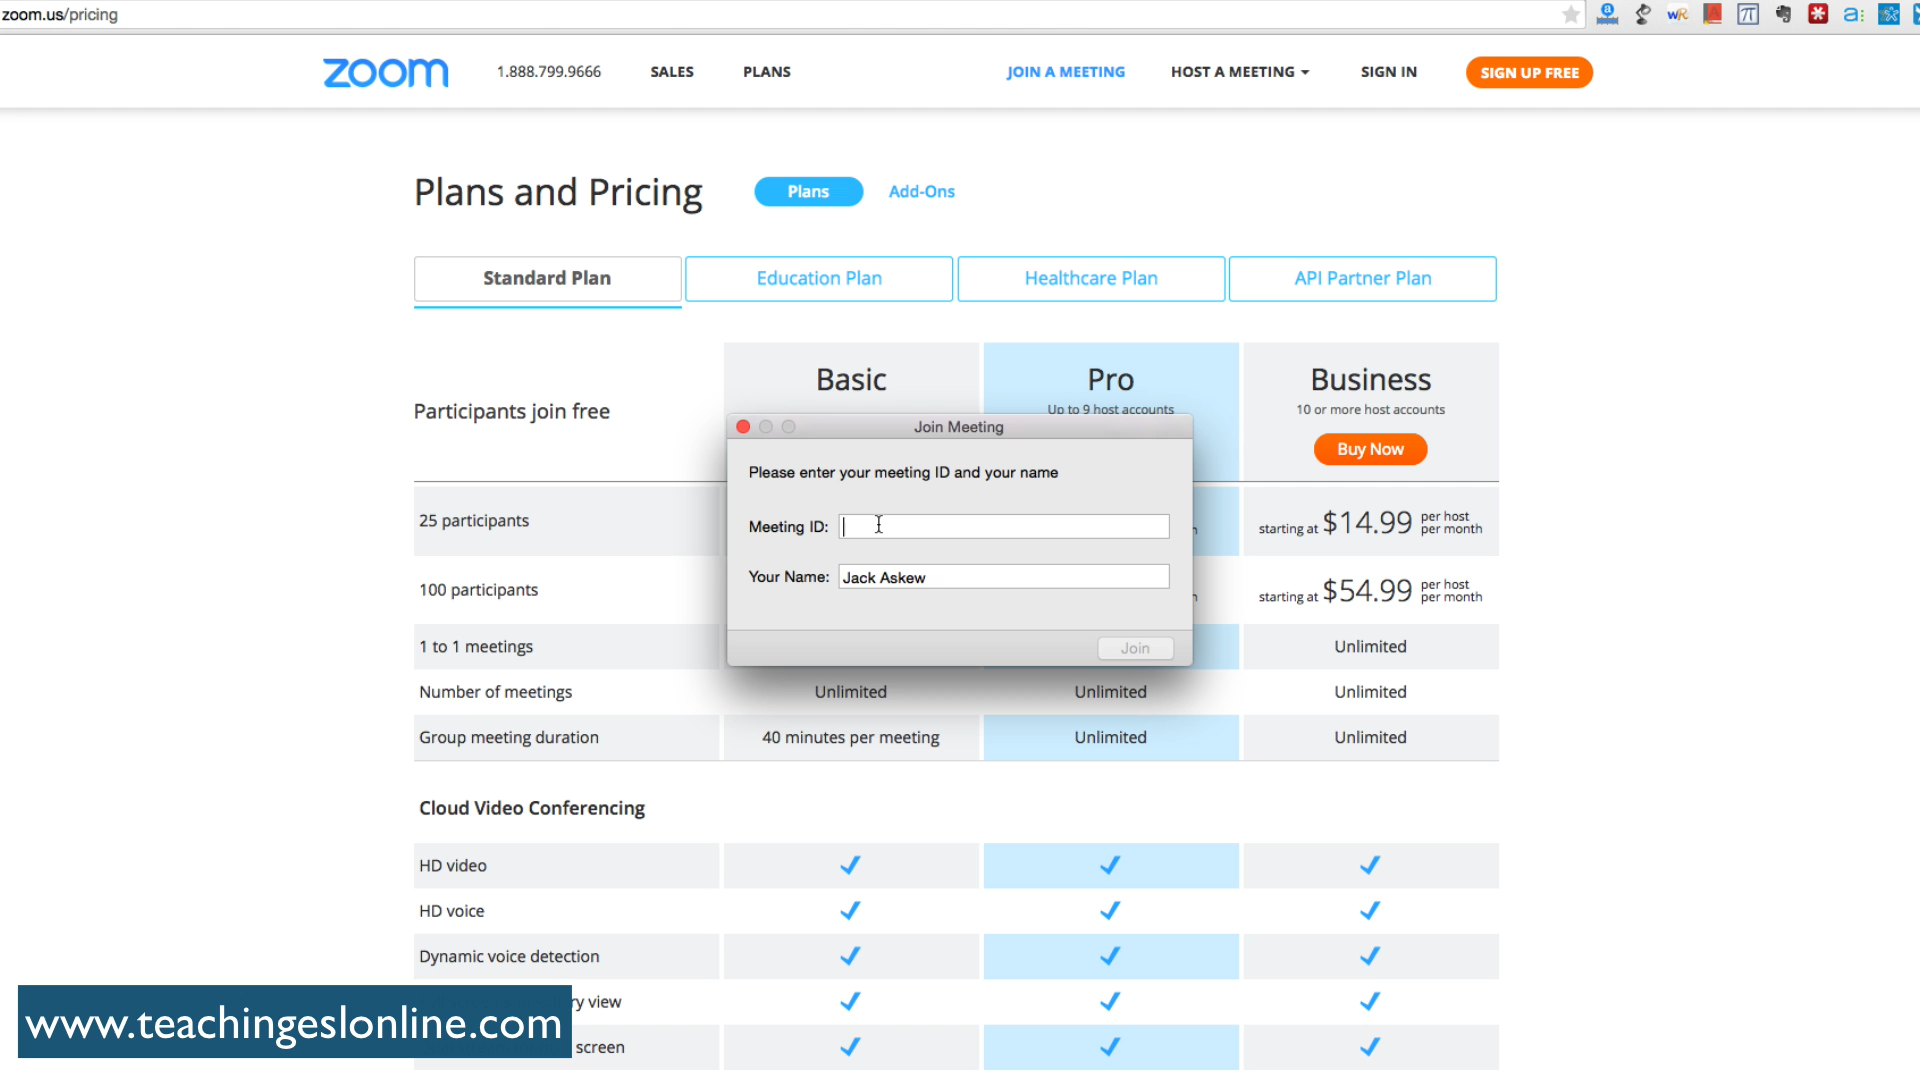 zoom.us/pricing
zoom 1.888.799.9666 SALES PLANS JOIN A MEETING HOST A MEETING SIGN IN SIGN UP FREE
Plans and Pricing Plans Add-Ons
Standard Plan Education Plan Healthcare Plan API Partner Plan
Basic Pro Business
Participants join free Up to 9 host accounts 10 or more host accounts
Buy Now
Join Meeting
Please enter your meeting ID and your name
Meeting ID:
Your Name: Jack Askew
Join
25 participants starting at $14.99 per host per month
100 participants starting at $54.99 per host per month
1 to 1 meetings Unlimited
Number of meetings Unlimited Unlimited Unlimited
Group meeting duration 40 minutes per meeting Unlimited Unlimited
Cloud Video Conferencing
HD video
HD voice
Dynamic voice detection
view
screen
www.teachingeslonline.com